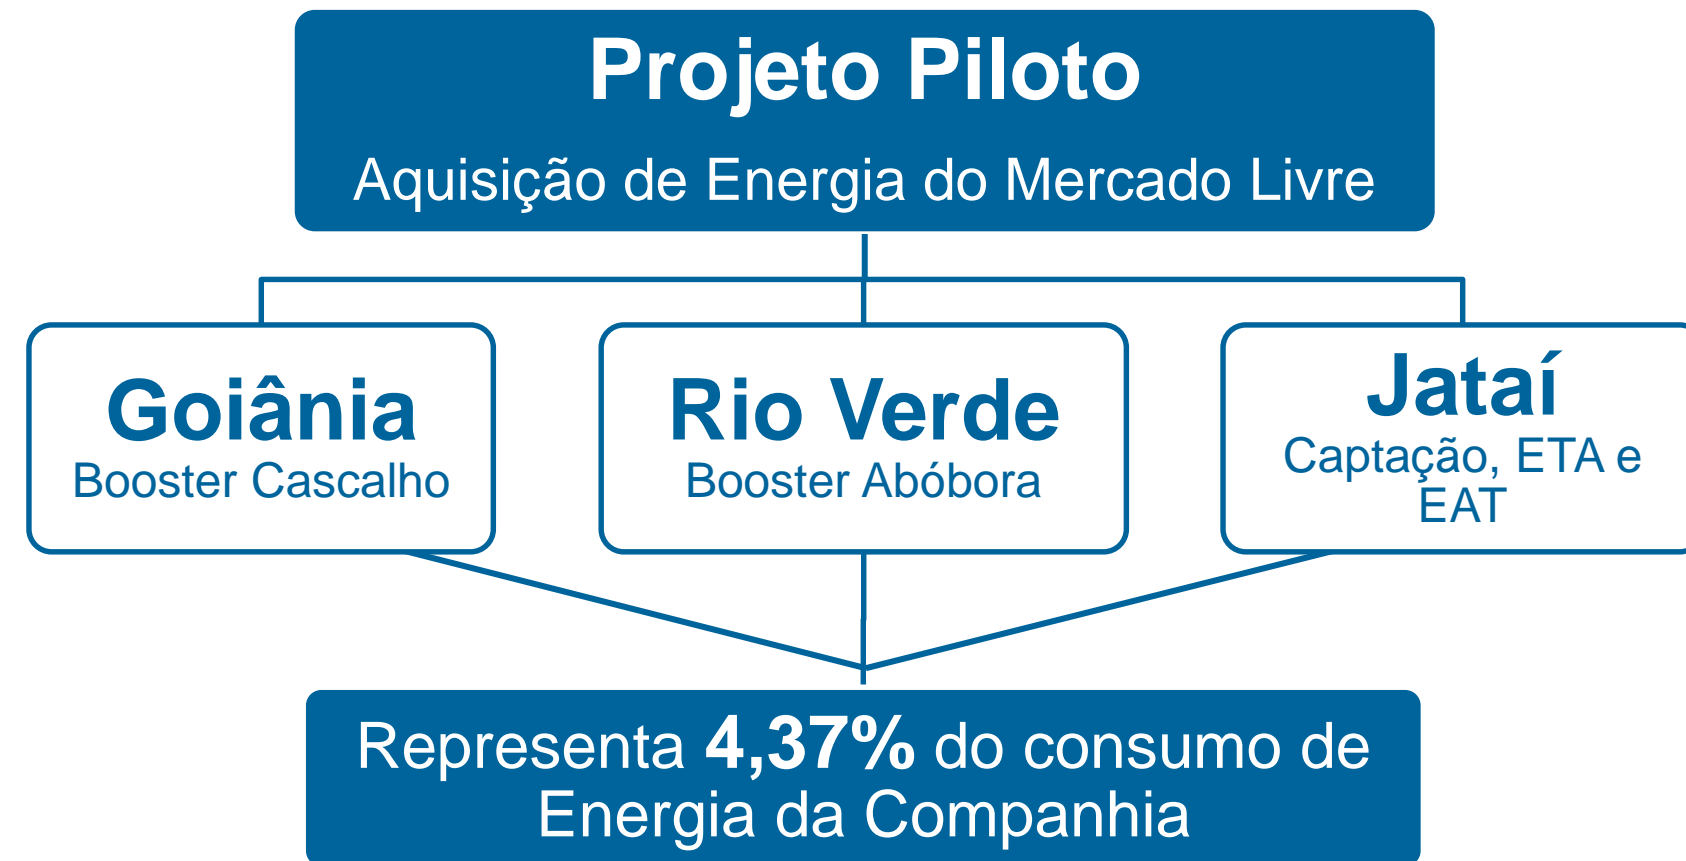 Projeto Piloto
Aquisição de Energia do Mercado Livre
Goiânia
Booster Cascalho
Rio Verde
Booster Abóbora
Jataí
Captação, ETA e
EAT
Representa 4,37% do consumo de
Energia da Companhia